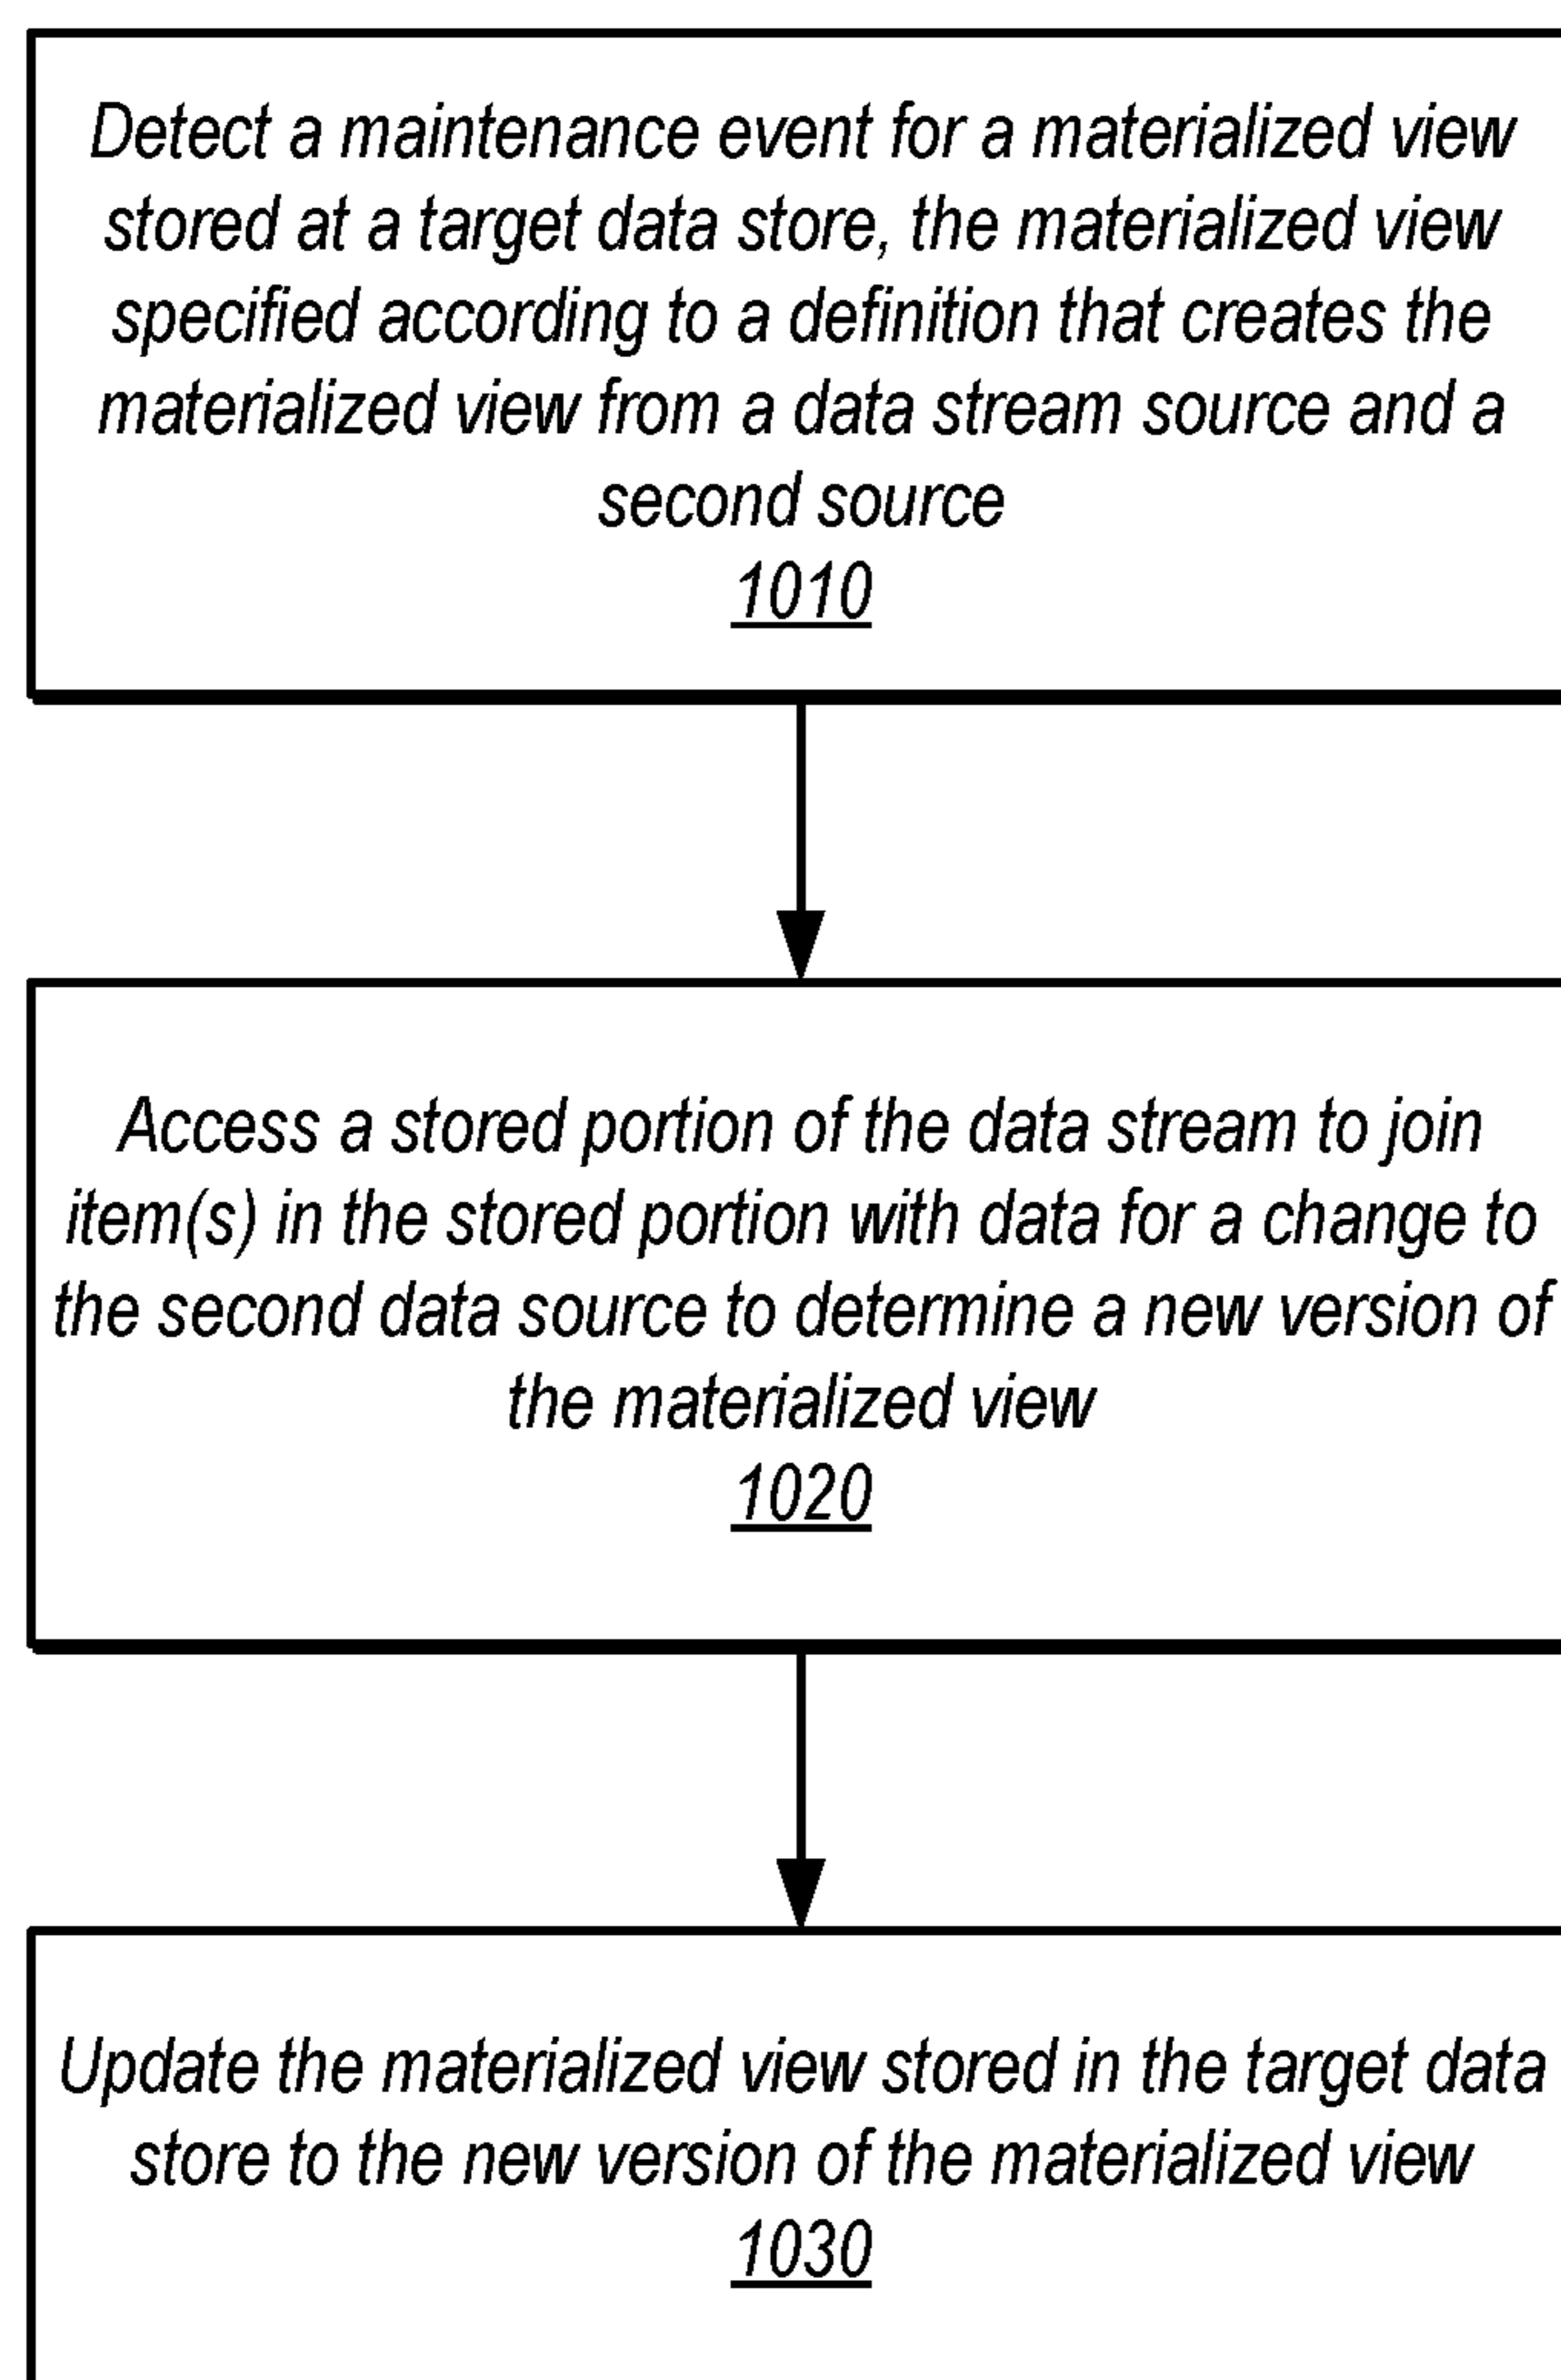 Detect a maintenance event for a materialized view
stored at a target data store, the materialized view
specified according to a definition that creates the
materialized view from a data stream source and a
second source
1010
Access a stored portion of the data stream to join
item(s) in the stored portion with data for a change to
the second data source to determine a new version of
the materialized view
1020
Update the materialized view stored in the target data
store to the new version of the materialized view
1030